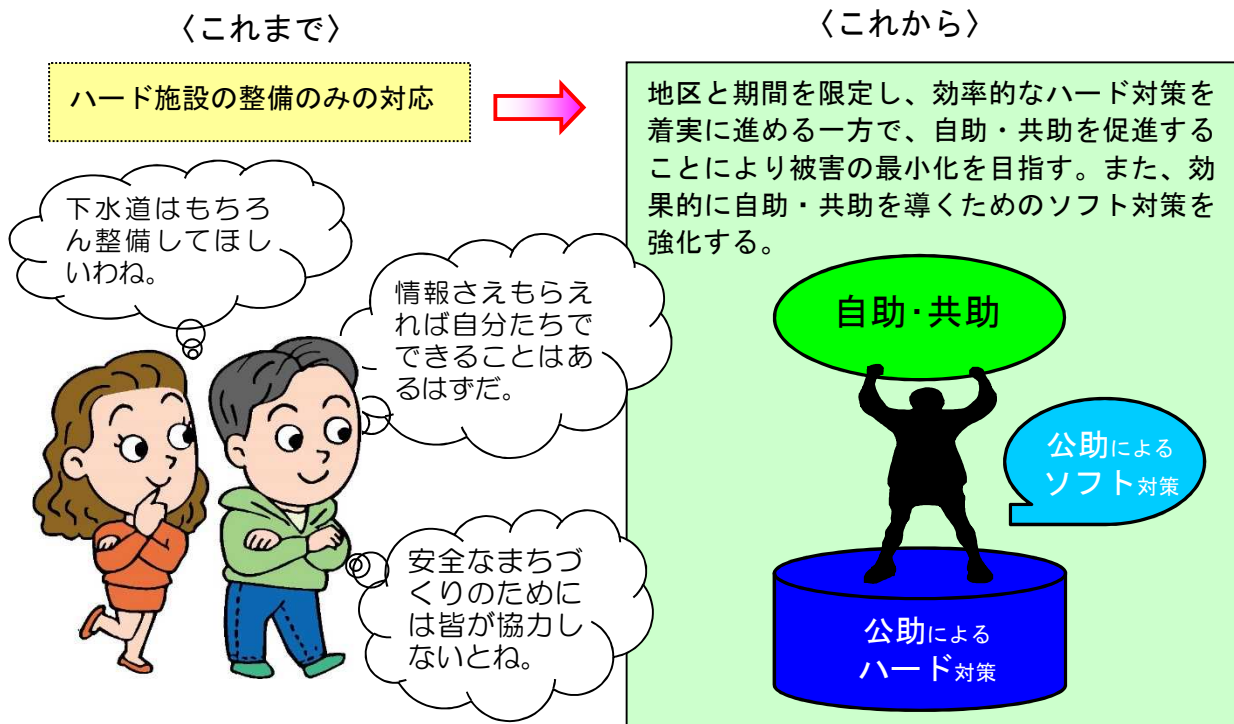 〈これまで〉
〈これから〉
ハード施設の整備のみの対応
地区と期間を限定し、効率的なハード対策を
着実に進める一方で、自助・共助を促進する
ことにより被害の最小化を目指す。また、効
果的に自助・共助を導くためのソフト対策を
強化する。
下水道はもちろ
ん整備してほし
いわね。
情報さえもらえ
れば自分たちで
できることはあ
るはずだ。
安全なまちづ
くりのために
は皆が協力し
ないとね。
自助・共助
公助による
ソフト対策
公助による
ハード対策